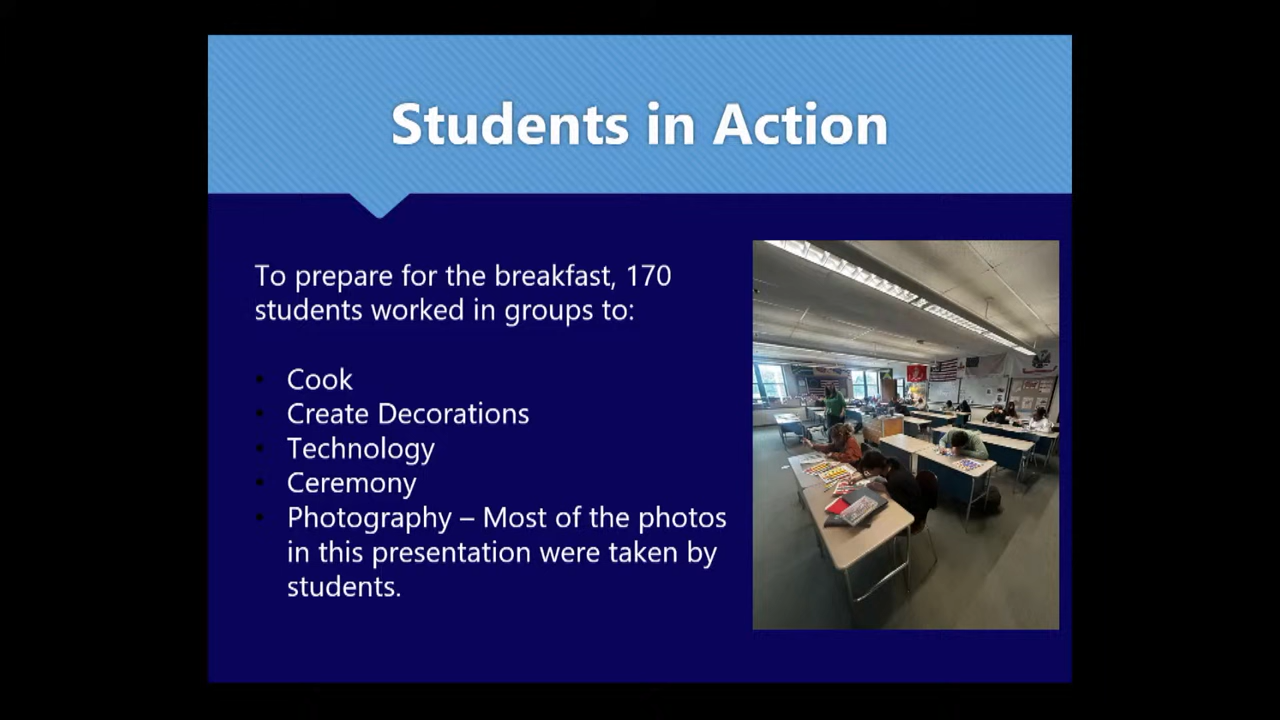 Students in Action
To prepare for the breakfast, 170
students worked in groups to:
• Cook
• Create Decorations
• Technology
• Ceremony
• Photography – Most of the photos
in this presentation were taken by
students.